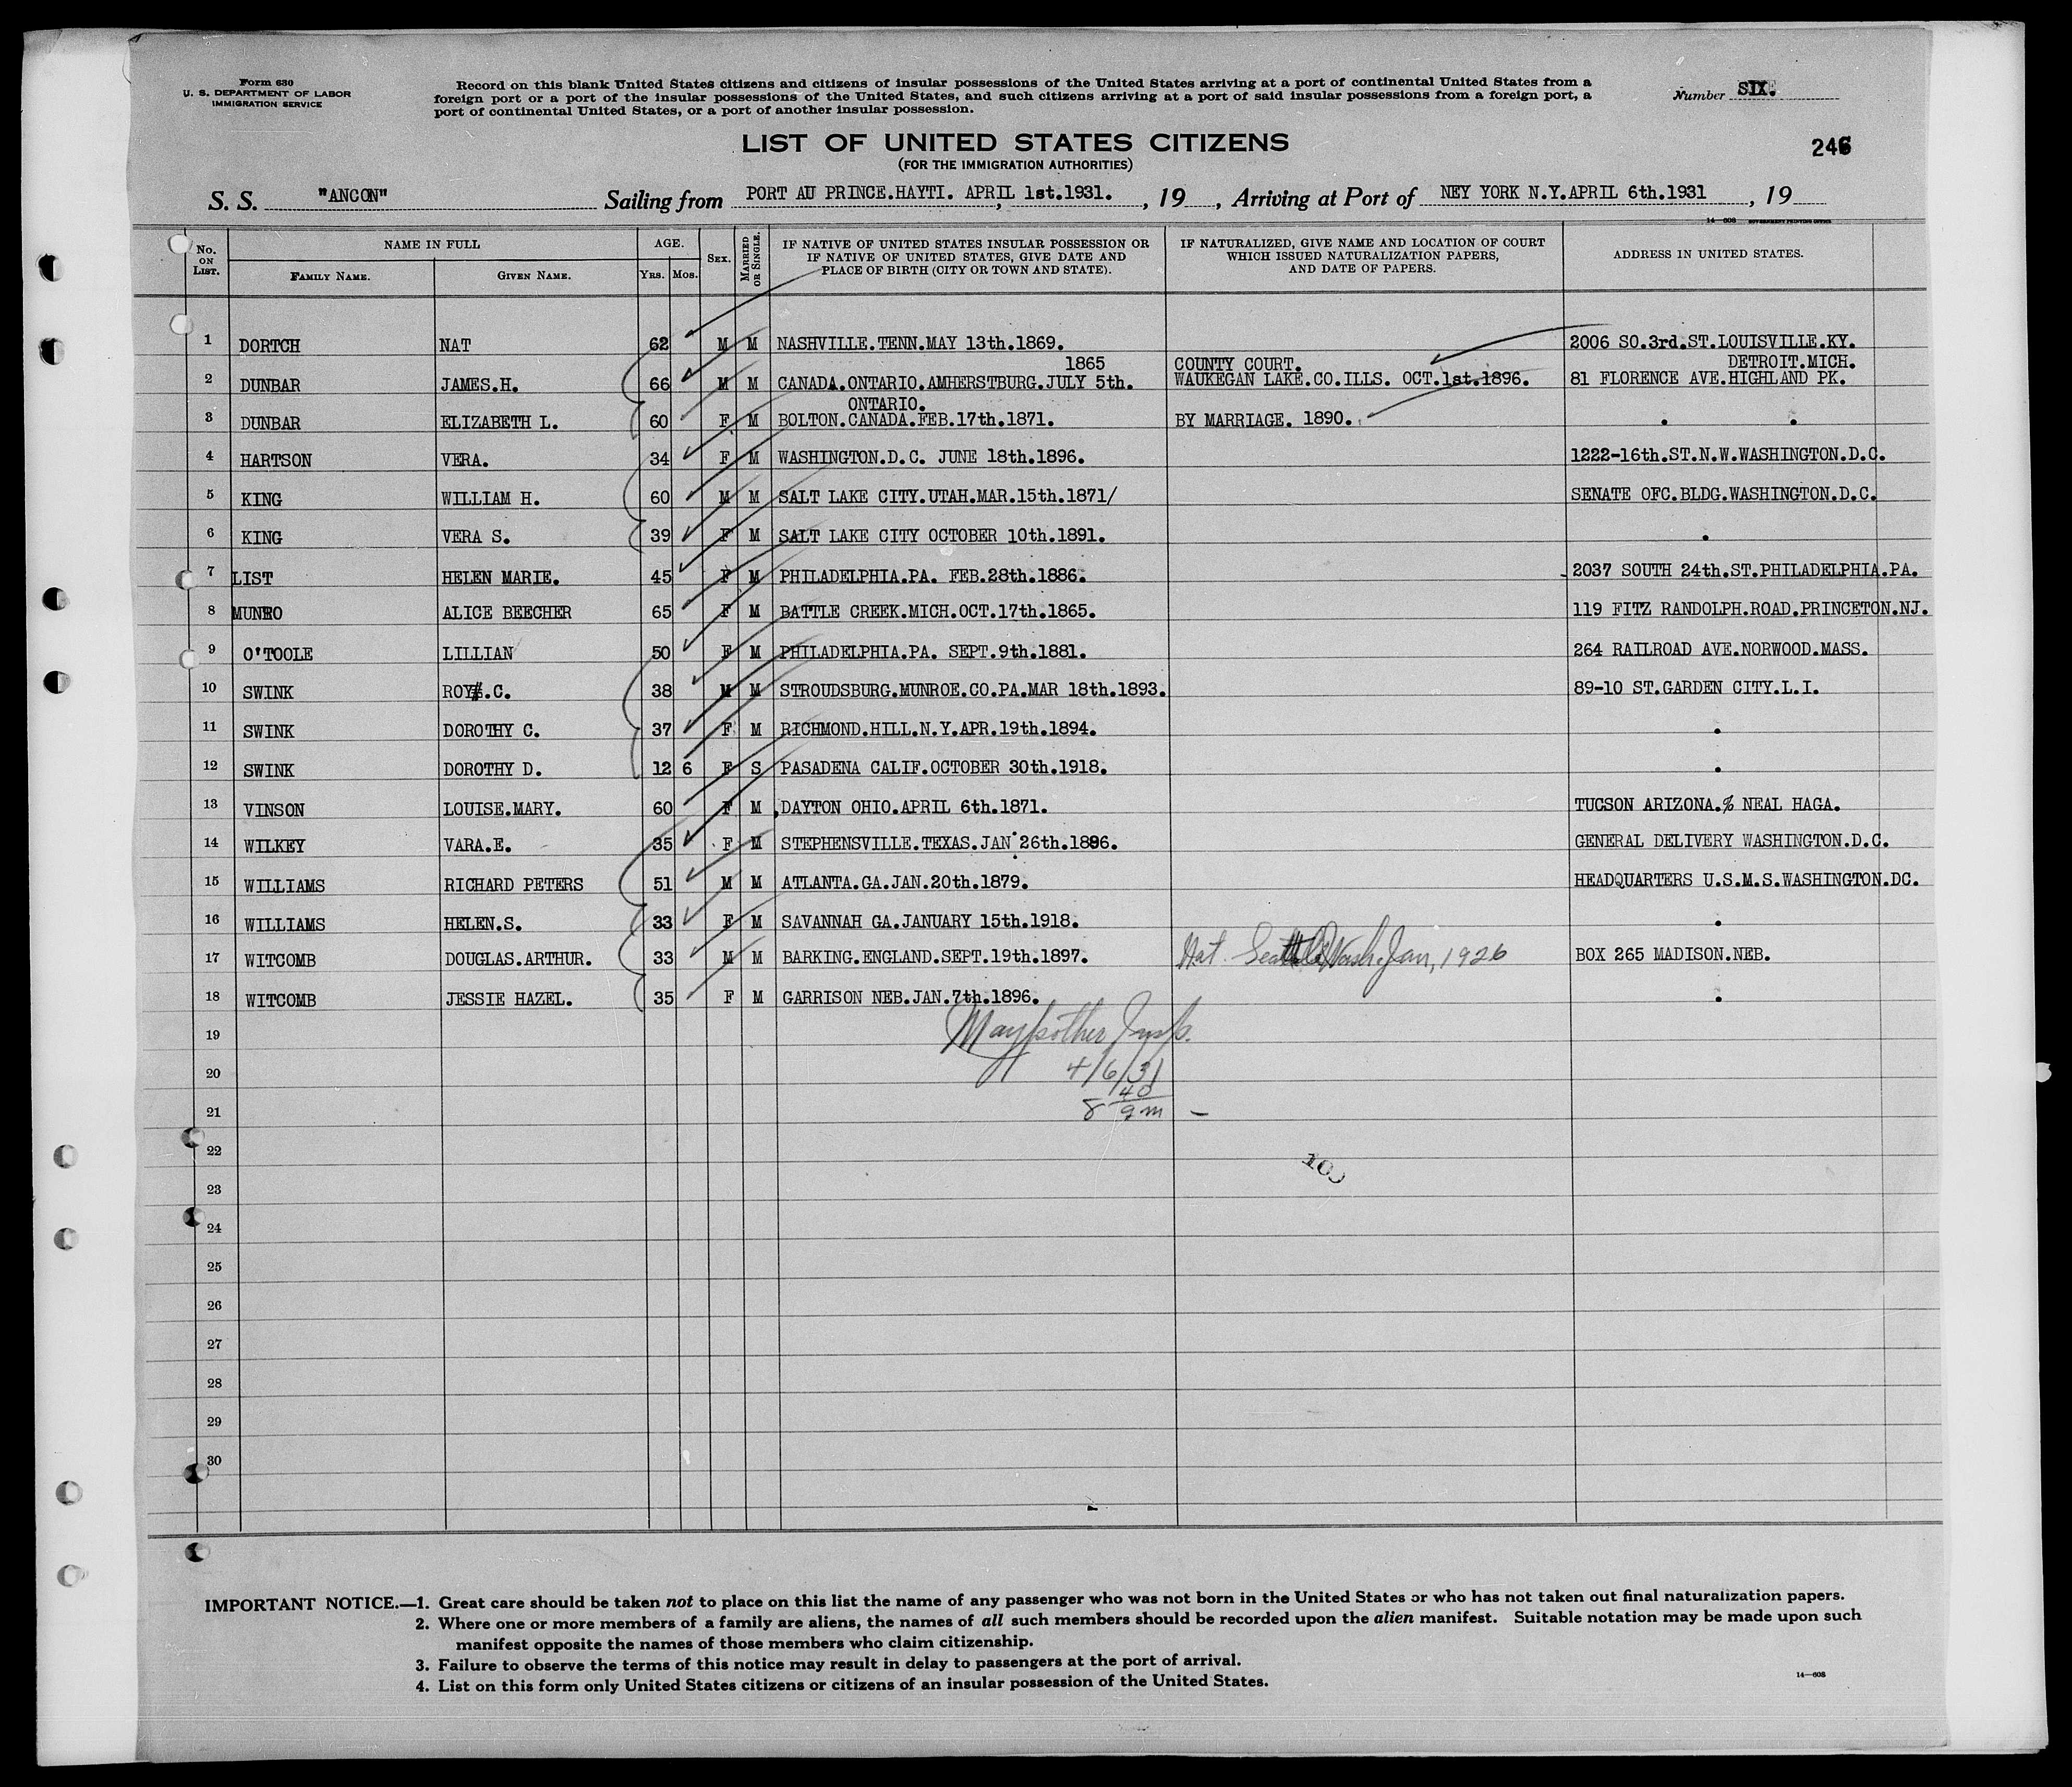 Form 630
U. S. DEPARTMENT OF LABOR
IMMIGRATION SERVICE
Record on this blank United States citizens and citizens of insular possessions of the United States arriving at a port of continental United States from a
foreign port or a port of the insular possessions of the United States, and such citizens arriving at a port of said insular possessions from a foreign port, a
port of continental United States, or a port of another insular possession.
Number SIX.
LIST OF UNITED STATES CITIZENS
(FOR THE IMMIGRATION AUTHORITIES)
246
S. S. "ANCON" Sailing from PORT AU PRINCE.HAYTI. APRIL 1st.1931. , 19 , Arriving at Port of NEY YORK N.Y.APRIL 6th.1931 , 19
14—608 GOVERNMENT PRINTING OFFICE
No. ON LIST. NAME IN FULL FAMILY NAME. GIVEN NAME. AGE. YRS. MOS. SEX. MARRIED OR SINGLE. IF NATIVE OF UNITED STATES INSULAR POSSESSION OR IF NATIVE OF UNITED STATES, GIVE DATE AND PLACE OF BIRTH (CITY OR TOWN AND STATE). IF NATURALIZED, GIVE NAME AND LOCATION OF COURT WHICH ISSUED NATURALIZATION PAPERS, AND DATE OF PAPERS. ADDRESS IN UNITED STATES.
1 DORTCH NAT 62 M M NASHVILLE.TENN.MAY 13th.1869. 2006 SO.3rd.ST.LOUISVILLE.KY.
1865 COUNTY COURT. DETROIT.MICH.
2 DUNBAR JAMES.H. 66 M M CANADA.ONTARIO.AMHERSTBURG.JULY 5th. WAUKEGAN LAKE.CO.ILLS. OCT.1st.1896. 81 FLORENCE AVE.HIGHLAND PK.
ONTARIO.
3 DUNBAR ELIZABETH L. 60 F M BOLTON.CANADA.FEB.17th.1871. BY MARRIAGE. 1890. . .
4 HARTSON VERA. 34 F M WASHINGTON.D.C. JUNE 18th.1896. 1222-16th.ST.N.W.WASHINGTON.D.C.
5 KING WILLIAM H. 60 M M SALT LAKE CITY.UTAH.MAR.15th.1871/ SENATE OFC.BLDG.WASHINGTON.D.C.
6 KING VERA S. 39 F M SALT LAKE CITY OCTOBER 10th.1891. .
7 LIST HELEN MARIE. 45 F M PHILADELPHIA.PA. FEB.28th.1886. 2037 SOUTH 24th.ST.PHILADELPHIA.PA.
8 MUNRO ALICE BEECHER 65 F M BATTLE CREEK.MICH.OCT.17th.1865. 119 FITZ RANDOLPH.ROAD.PRINCETON.NJ.
9 O'TOOLE LILLIAN 50 F M PHILADELPHIA.PA. SEPT.9th.1881. 264 RAILROAD AVE.NORWOOD.MASS.
10 SWINK ROY.C. 38 M M STROUDSBURG.MUNROE.CO.PA.MAR 18th.1893. 89-10 ST.GARDEN CITY.L.I.
11 SWINK DOROTHY C. 37 F M RICHMOND.HILL.N.Y.APR.19th.1894. .
12 SWINK DOROTHY D. 12 6 F S PASADENA CALIF.OCTOBER 30th.1918. .
13 VINSON LOUISE.MARY. 60 F M DAYTON OHIO.APRIL 6th.1871. TUCSON ARIZONA.% NEAL HAGA.
14 WILKEY VARA.E. 35 F M STEPHENSVILLE.TEXAS.JAN 26th.1896. GENERAL DELIVERY WASHINGTON.D.C.
15 WILLIAMS RICHARD PETERS 51 M M ATLANTA.GA.JAN.20th.1879. HEADQUARTERS U.S.M.S.WASHINGTON.DC.
16 WILLIAMS HELEN.S. 33 F M SAVANNAH GA.JANUARY 15th.1918. .
17 WITCOMB DOUGLAS.ARTHUR. 33 M M BARKING.ENGLAND.SEPT.19th.1897. Nat. Seattle Wash. Jan, 1926 BOX 265 MADISON.NEB.
18 WITCOMB JESSIE HAZEL. 35 F M GARRISON NEB.JAN.7th.1896. .
19 Insp.
20 4/6/31
21 8 40 am —
22
23
24
25
26
27
28
29
30
IMPORTANT NOTICE.—1. Great care should be taken not to place on this list the name of any passenger who was not born in the United States or who has not taken out final naturalization papers.
2. Where one or more members of a family are aliens, the names of all such members should be recorded upon the alien manifest. Suitable notation may be made upon such
manifest opposite the names of those members who claim citizenship.
3. Failure to observe the terms of this notice may result in delay to passengers at the port of arrival.
4. List on this form only United States citizens or citizens of an insular possession of the United States.
14—608